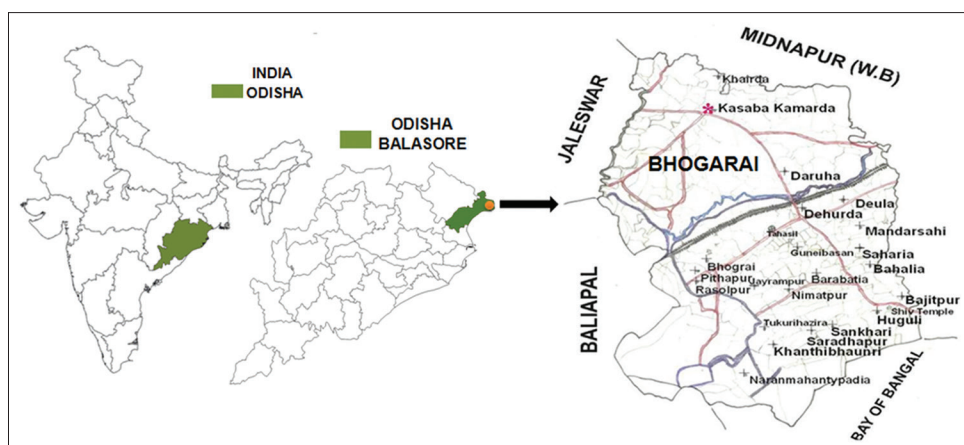 INDIA
ODISHA
ODISHA
BALASORE
MIDNAPUR (W.B)
JALESWAR
Khairda
Kasaba Kamarda
BHOGARAI
Daruha
Deula
Dehurda
Mandarsahi
Tahasil
Guneibasan
Saharia
Bahalia
Bhograi
Pithapur
Rasolpur
Jayrampur
Barabatia
Nimatpur
BALIAPAL
Bajitpur
Shiv Temple
Huguli
Tukurihazira
Sankhari
Saradhapur
Khanthibhaunri
Naranmahantypadia
BAY OF BANGAL